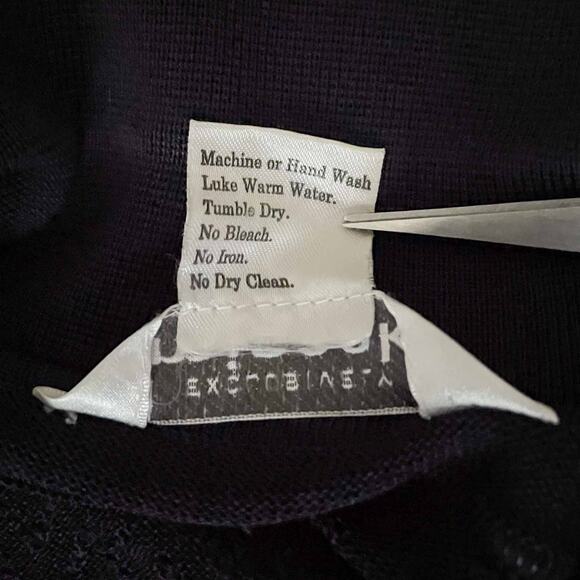 Machine or Hand Wash
Luke Warm Water.
Tumble Dry.
No Bleach.
No Iron.
No Dry Clean.